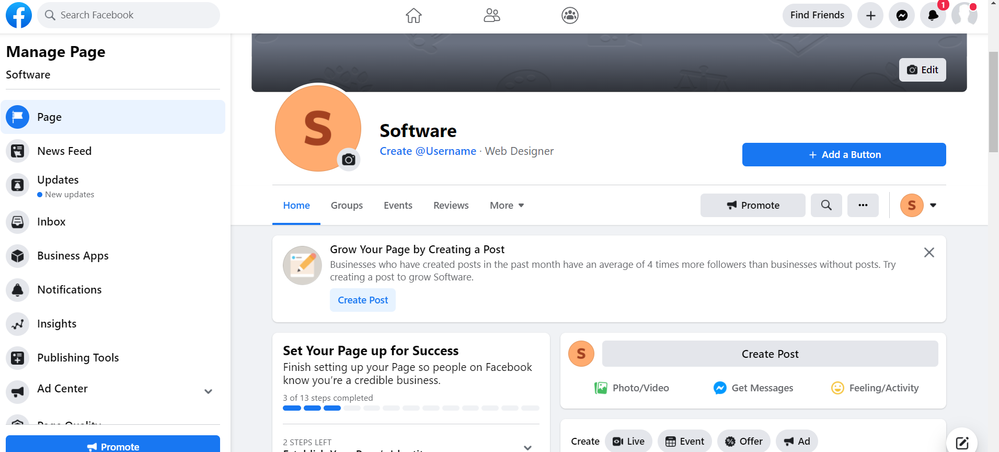 Search Facebook
Find Friends
1
Manage Page
Software
Page
News Feed
Updates
New updates
Inbox
Business Apps
Notifications
Insights
Publishing Tools
Ad Center
Page Quality
Promote
Edit
S
Software
Create @Username · Web Designer
+ Add a Button
Home Groups Events Reviews More
Promote
S
Grow Your Page by Creating a Post
Businesses who have created posts in the past month have an average of 4 times more followers than businesses without posts. Try
creating a post to grow Software.
Create Post
Set Your Page up for Success
Finish setting up your Page so people on Facebook
know you’re a credible business.
3 of 13 steps completed
2 STEPS LEFT
Establish Your Page's Identity
S
Create Post
Photo/Video Get Messages Feeling/Activity
Create Live Event Offer Ad